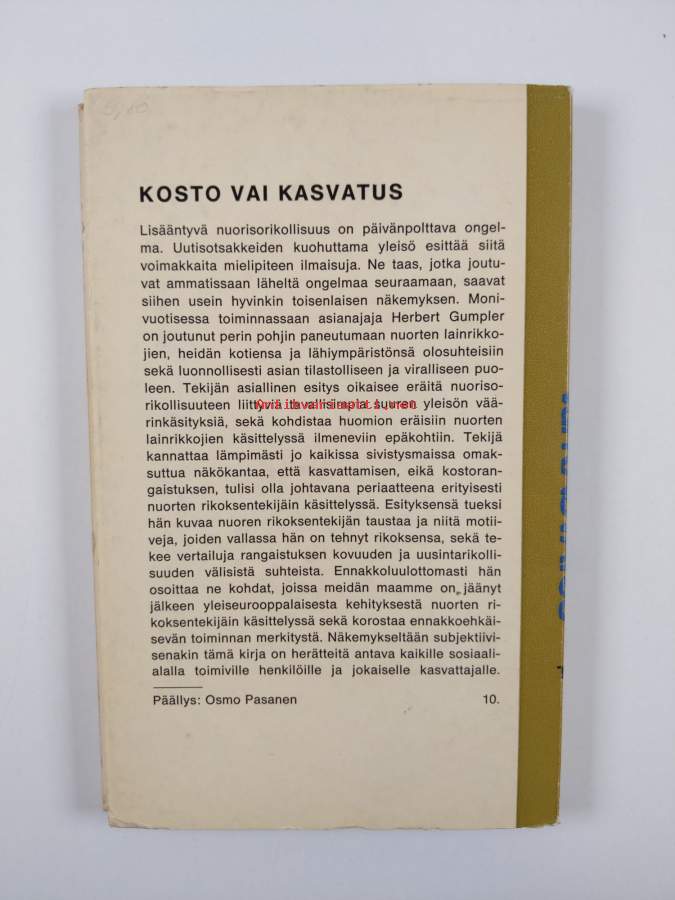 KOSTO VAI KASVATUS
Lisääntyvä nuorisorikollisuus on päivänpolttava ongel-
ma. Uutisotsakkeiden kuohuttama yleisö esittää siitä
voimakkaita mielipiteen ilmaisuja. Ne taas, jotka joutu-
vat ammatissaan läheltä ongelmaa seuraamaan, saavat
siihen usein hyvinkin toisenlaisen näkemyksen. Moni-
vuotisessa toiminnassaan asianajaja Herbert Gumpler
on joutunut perin pohjin paneutumaan nuorten lainrikko-
jien, heidän kotiensa ja lähiympäristönsä olosuhteisiin
sekä luonnollisesti asian tilastolliseen ja viralliseen puo-
leen. Tekijän asiallinen esitys oikaisee eräitä nuoriso-
rikollisuuteen liittyviä tavallisimpia suuren yleisön vää-
rinkäsityksiä, sekä kohdistaa huomion eräisiin nuorten
lainrikkojien käsittelyssä ilmeneviin epäkohtiin. Tekijä
kannattaa lämpimästi jo kaikissa sivistysmaissa omak-
suttua näkökantaa, että kasvattamisen, eikä kostoran-
gaistuksen, tulisi olla johtavana periaatteena erityisesti
nuorten rikoksentekijäin käsittelyssä. Esityksensä tueksi
hän kuvaa nuoren rikoksentekijän taustaa ja niitä motii-
veja, joiden vallassa hän on tehnyt rikoksensa, sekä te-
kee vertailuja rangaistuksen kovuuden ja uusintarikolli-
suuden välisistä suhteista. Ennakkoluulottomasti hän
osoittaa ne kohdat, joissa meidän maamme on jäänyt
jälkeen yleiseurooppalaisesta kehityksestä nuorten ri-
koksentekijäin käsittelyssä sekä korostaa ennakkoehkäi-
sevän toiminnan merkitystä. Näkemykseltään subjektiivi-
senakin tämä kirja on herätteitä antava kaikille sosiaali-
alalla toimiville henkilöille ja jokaiselle kasvattajalle.
Päällys: Osmo Pasanen 10.